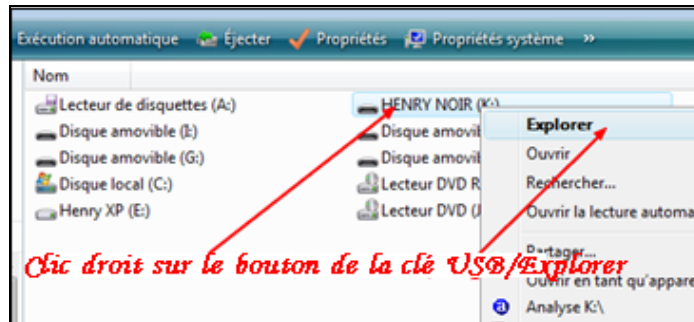 Exécution automatique Éjecter Propriétés Propriétés système »
Nom
Lecteur de disquettes (A:) HENRY NOIR (K:)
Disque amovible (I:) Disque amovi
Disque amovible (G:) Disque amovi
Disque local (C:) Lecteur DVD R
Henry XP (E:) Lecteur DVD (J
Explorer
Ouvrir
Rechercher...
Ouvrir la lecture automa
Partager...
Clic droit sur le bouton de la clé USB/Explorer
Ouvrir en tant qu'appare
Analyse K:\